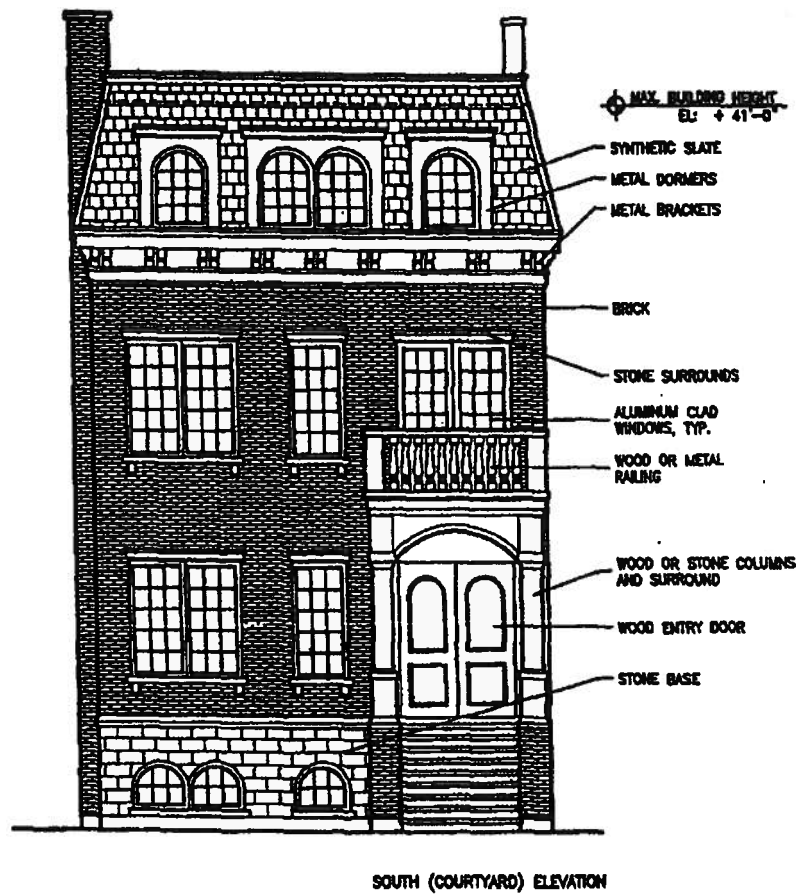 MAX. BUILDING HEIGHT
EL: + 41'-0"
SYNTHETIC SLATE
METAL DORMERS
METAL BRACKETS
BRICK
STONE SURROUNDS
ALUMINUM CLAD
WINDOWS, TYP.
WOOD OR METAL
RAILING
WOOD OR STONE COLUMNS
AND SURROUND
WOOD ENTRY DOOR
STONE BASE
SOUTH (COURTYARD) ELEVATION